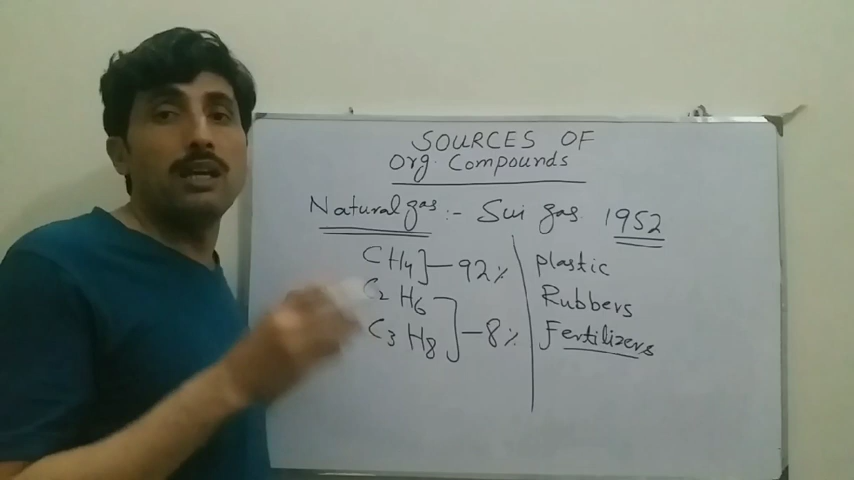 SOURCES OF
Org. Compounds
Natural gas :- Sui gas 1952
CH4 ] — 92 %
C2 H6
C3 H8 ] — 8 %
plastic
Rubbers
Fertilizers